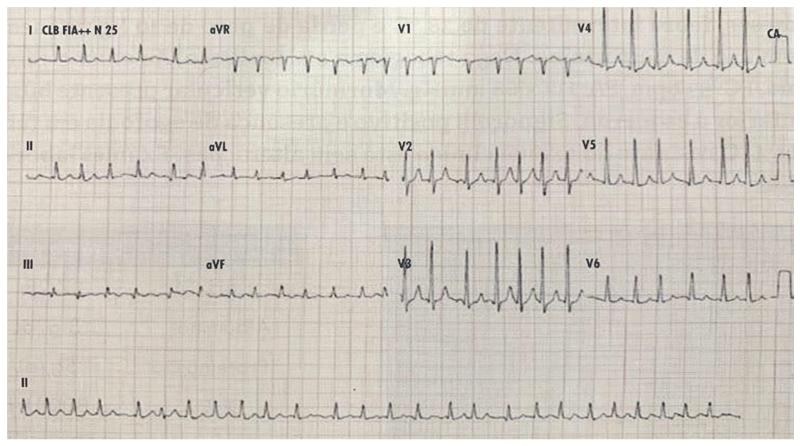 I CLB FIA++ N 25 aVR V1 V4 CA
II aVL V2 V5
III aVF V3 V6
II